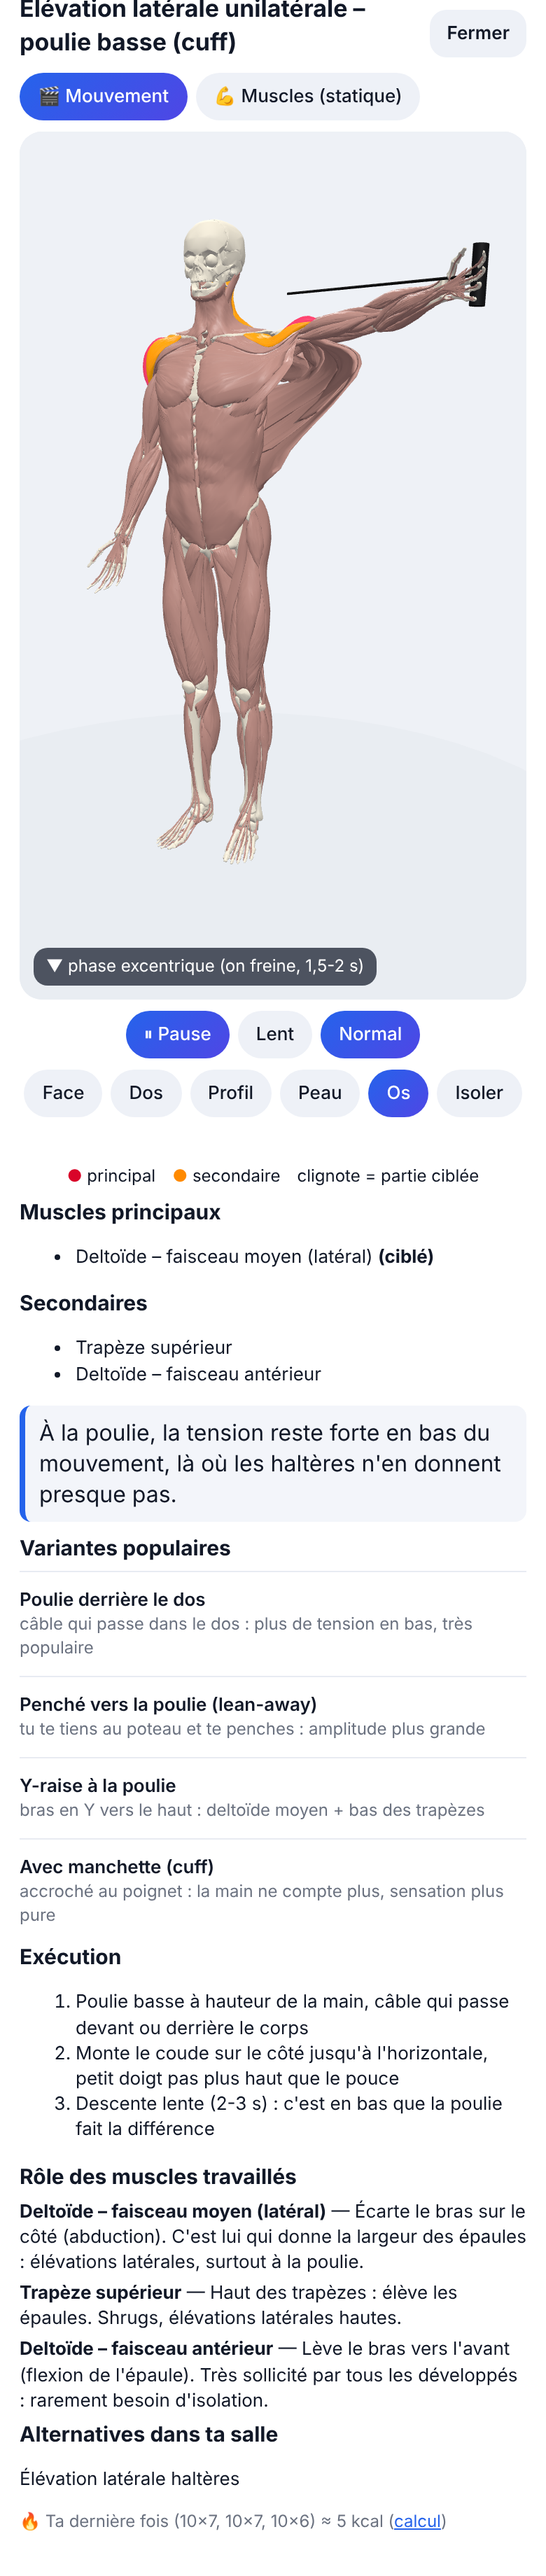 Élévation latérale unilatérale –
poulie basse (cuff)
Fermer
🎬 Mouvement
💪 Muscles (statique)
▼ phase excentrique (on freine, 1,5-2 s)
⏸ Pause
Lent
Normal
Face
Dos
Profil
Peau
Os
Isoler
principal
secondaire
clignote = partie ciblée
Muscles principaux
• Deltoïde – faisceau moyen (latéral) (ciblé)
Secondaires
• Trapèze supérieur
• Deltoïde – faisceau antérieur
À la poulie, la tension reste forte en bas du
mouvement, là où les haltères n'en donnent
presque pas.
Variantes populaires
Poulie derrière le dos
câble qui passe dans le dos : plus de tension en bas, très
populaire
Penché vers la poulie (lean-away)
tu te tiens au poteau et te penches : amplitude plus grande
Y-raise à la poulie
bras en Y vers le haut : deltoïde moyen + bas des trapèzes
Avec manchette (cuff)
accroché au poignet : la main ne compte plus, sensation plus
pure
Exécution
1. Poulie basse à hauteur de la main, câble qui passe
devant ou derrière le corps
2. Monte le coude sur le côté jusqu'à l'horizontale,
petit doigt pas plus haut que le pouce
3. Descente lente (2-3 s) : c'est en bas que la poulie
fait la différence
Rôle des muscles travaillés
Deltoïde – faisceau moyen (latéral) — Écarte le bras sur le
côté (abduction). C'est lui qui donne la largeur des épaules
: élévations latérales, surtout à la poulie.
Trapèze supérieur — Haut des trapèzes : élève les
épaules. Shrugs, élévations latérales hautes.
Deltoïde – faisceau antérieur — Lève le bras vers l'avant
(flexion de l'épaule). Très sollicité par tous les développés
: rarement besoin d'isolation.
Alternatives dans ta salle
Élévation latérale haltères
🔥 Ta dernière fois (10×7, 10×7, 10×6) ≈ 5 kcal (calcul)